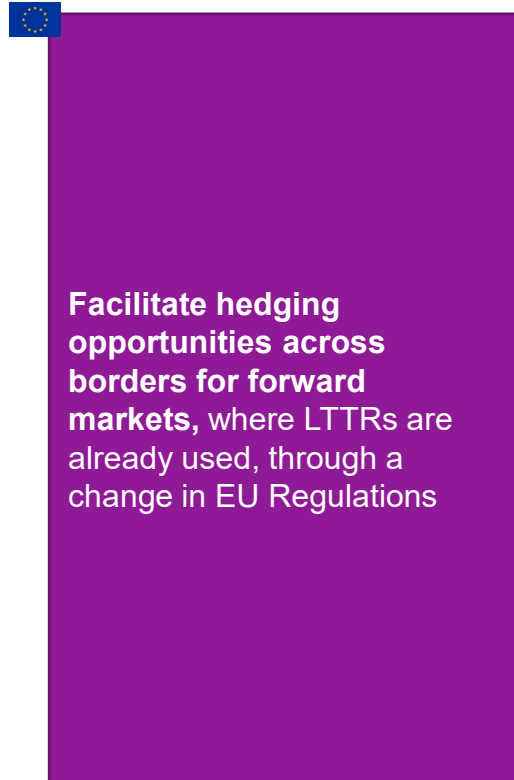 Facilitate hedging
opportunities across
borders for forward
markets, where LTTRs are
already used, through a
change in EU Regulations